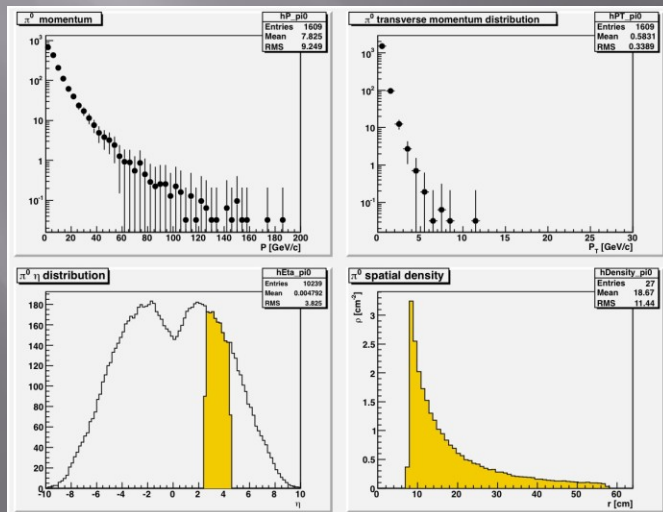 π⁰ momentum
hP_pi0
Entries 1609
Mean 7.825
RMS 9.249
10³
10²
10
1
10⁻¹
0 20 40 60 80 100 120 140 160 180 200
P [GeV/c]
π⁰ transverse momentum distribution
hPT_pi0
Entries 1609
Mean 0.5831
RMS 0.3389
10³
10²
10
1
10⁻¹
0 5 10 15 20 25 30
P_T [GeV/c]
π⁰ η distribution
hEta_pi0
Entries 10239
Mean 0.004792
RMS 3.825
180
160
140
120
100
80
60
40
20
0
-10 -8 -6 -4 -2 0 2 4 6 8 10
η
π⁰ spatial density
hDensity_pi0
Entries 27
Mean 18.67
RMS 11.44
ρ [cm⁻²]
3
2.5
2
1.5
1
0.5
0
0 10 20 30 40 50 60
r [cm]